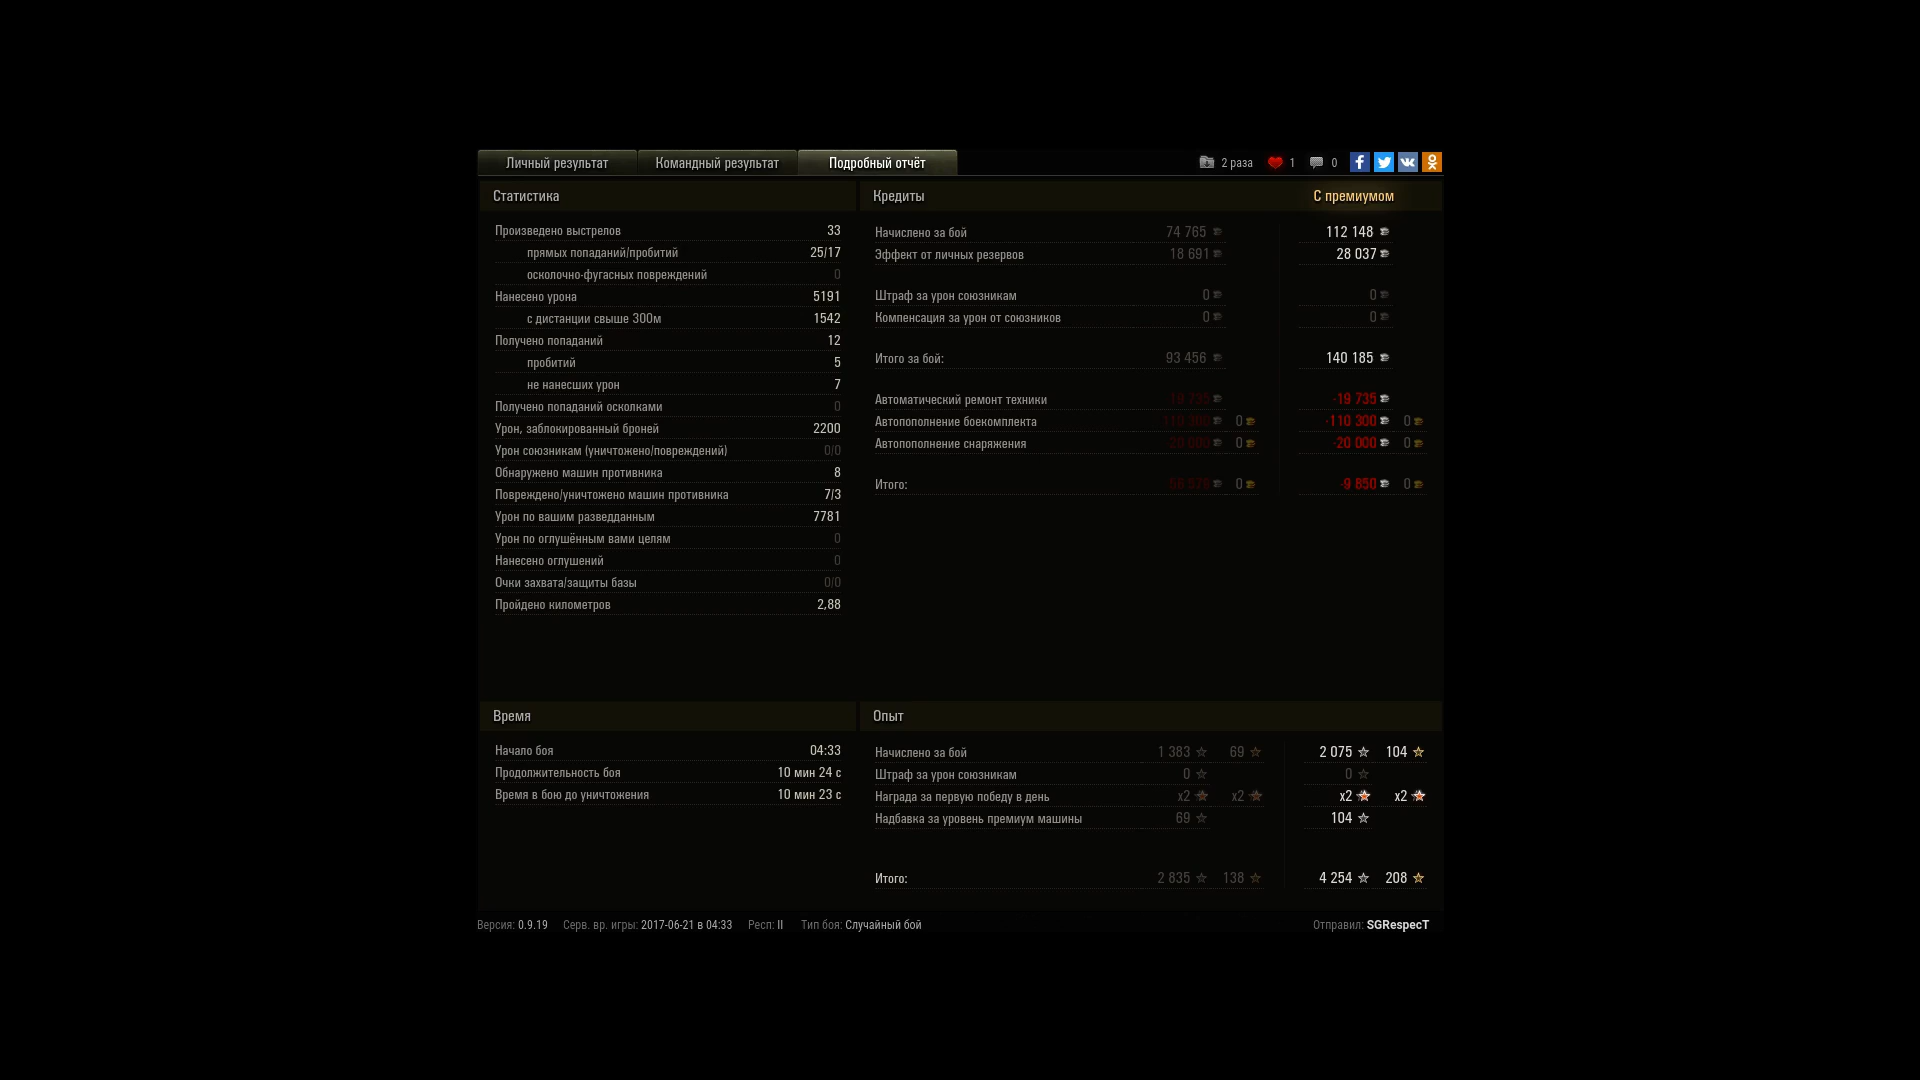 Личный результат Командный результат Подробный отчёт 2 раза 1 0
Статистика
Произведено выстрелов 33
прямых попаданий/пробитий 25/17
осколочно-фугасных повреждений 0
Нанесено урона 5191
с дистанции свыше 300м 1542
Получено попаданий 12
пробитий 5
не нанесших урон 7
Получено попаданий осколками 0
Урон, заблокированный броней 2200
Урон союзникам (уничтожено/повреждений) 0/0
Обнаружено машин противника 8
Повреждено/уничтожено машин противника 7/3
Урон по вашим разведданным 7781
Урон по оглушённым вами целям 0
Нанесено оглушений 0
Очки захвата/защиты базы 0/0
Пройдено километров 2,88
Кредиты С премиумом
Начислено за бой 74 765 112 148
Эффект от личных резервов 18 691 28 037
Штраф за урон союзникам 0 0
Компенсация за урон от союзников 0 0
Итого за бой: 93 456 140 185
Автоматический ремонт техники -19 735 -19 735
Автопополнение боекомплекта -110 300 0 -110 300 0
Автопополнение снаряжения -20 000 0 -20 000 0
Итого: -56 579 0 -9 850 0
Время
Начало боя 04:33
Продолжительность боя 10 мин 24 с
Время в бою до уничтожения 10 мин 23 с
Опыт
Начислено за бой 1 383 69 2 075 104
Штраф за урон союзникам 0 0
Награда за первую победу в день x2 x2 x2 x2
Надбавка за уровень премиум машины 69 104
Итого: 2 835 138 4 254 208
Версия: 0.9.19 Серв. вр. игры: 2017-06-21 в 04:33 Респ: II Тип боя: Случайный бой Отправил: SGRespecT